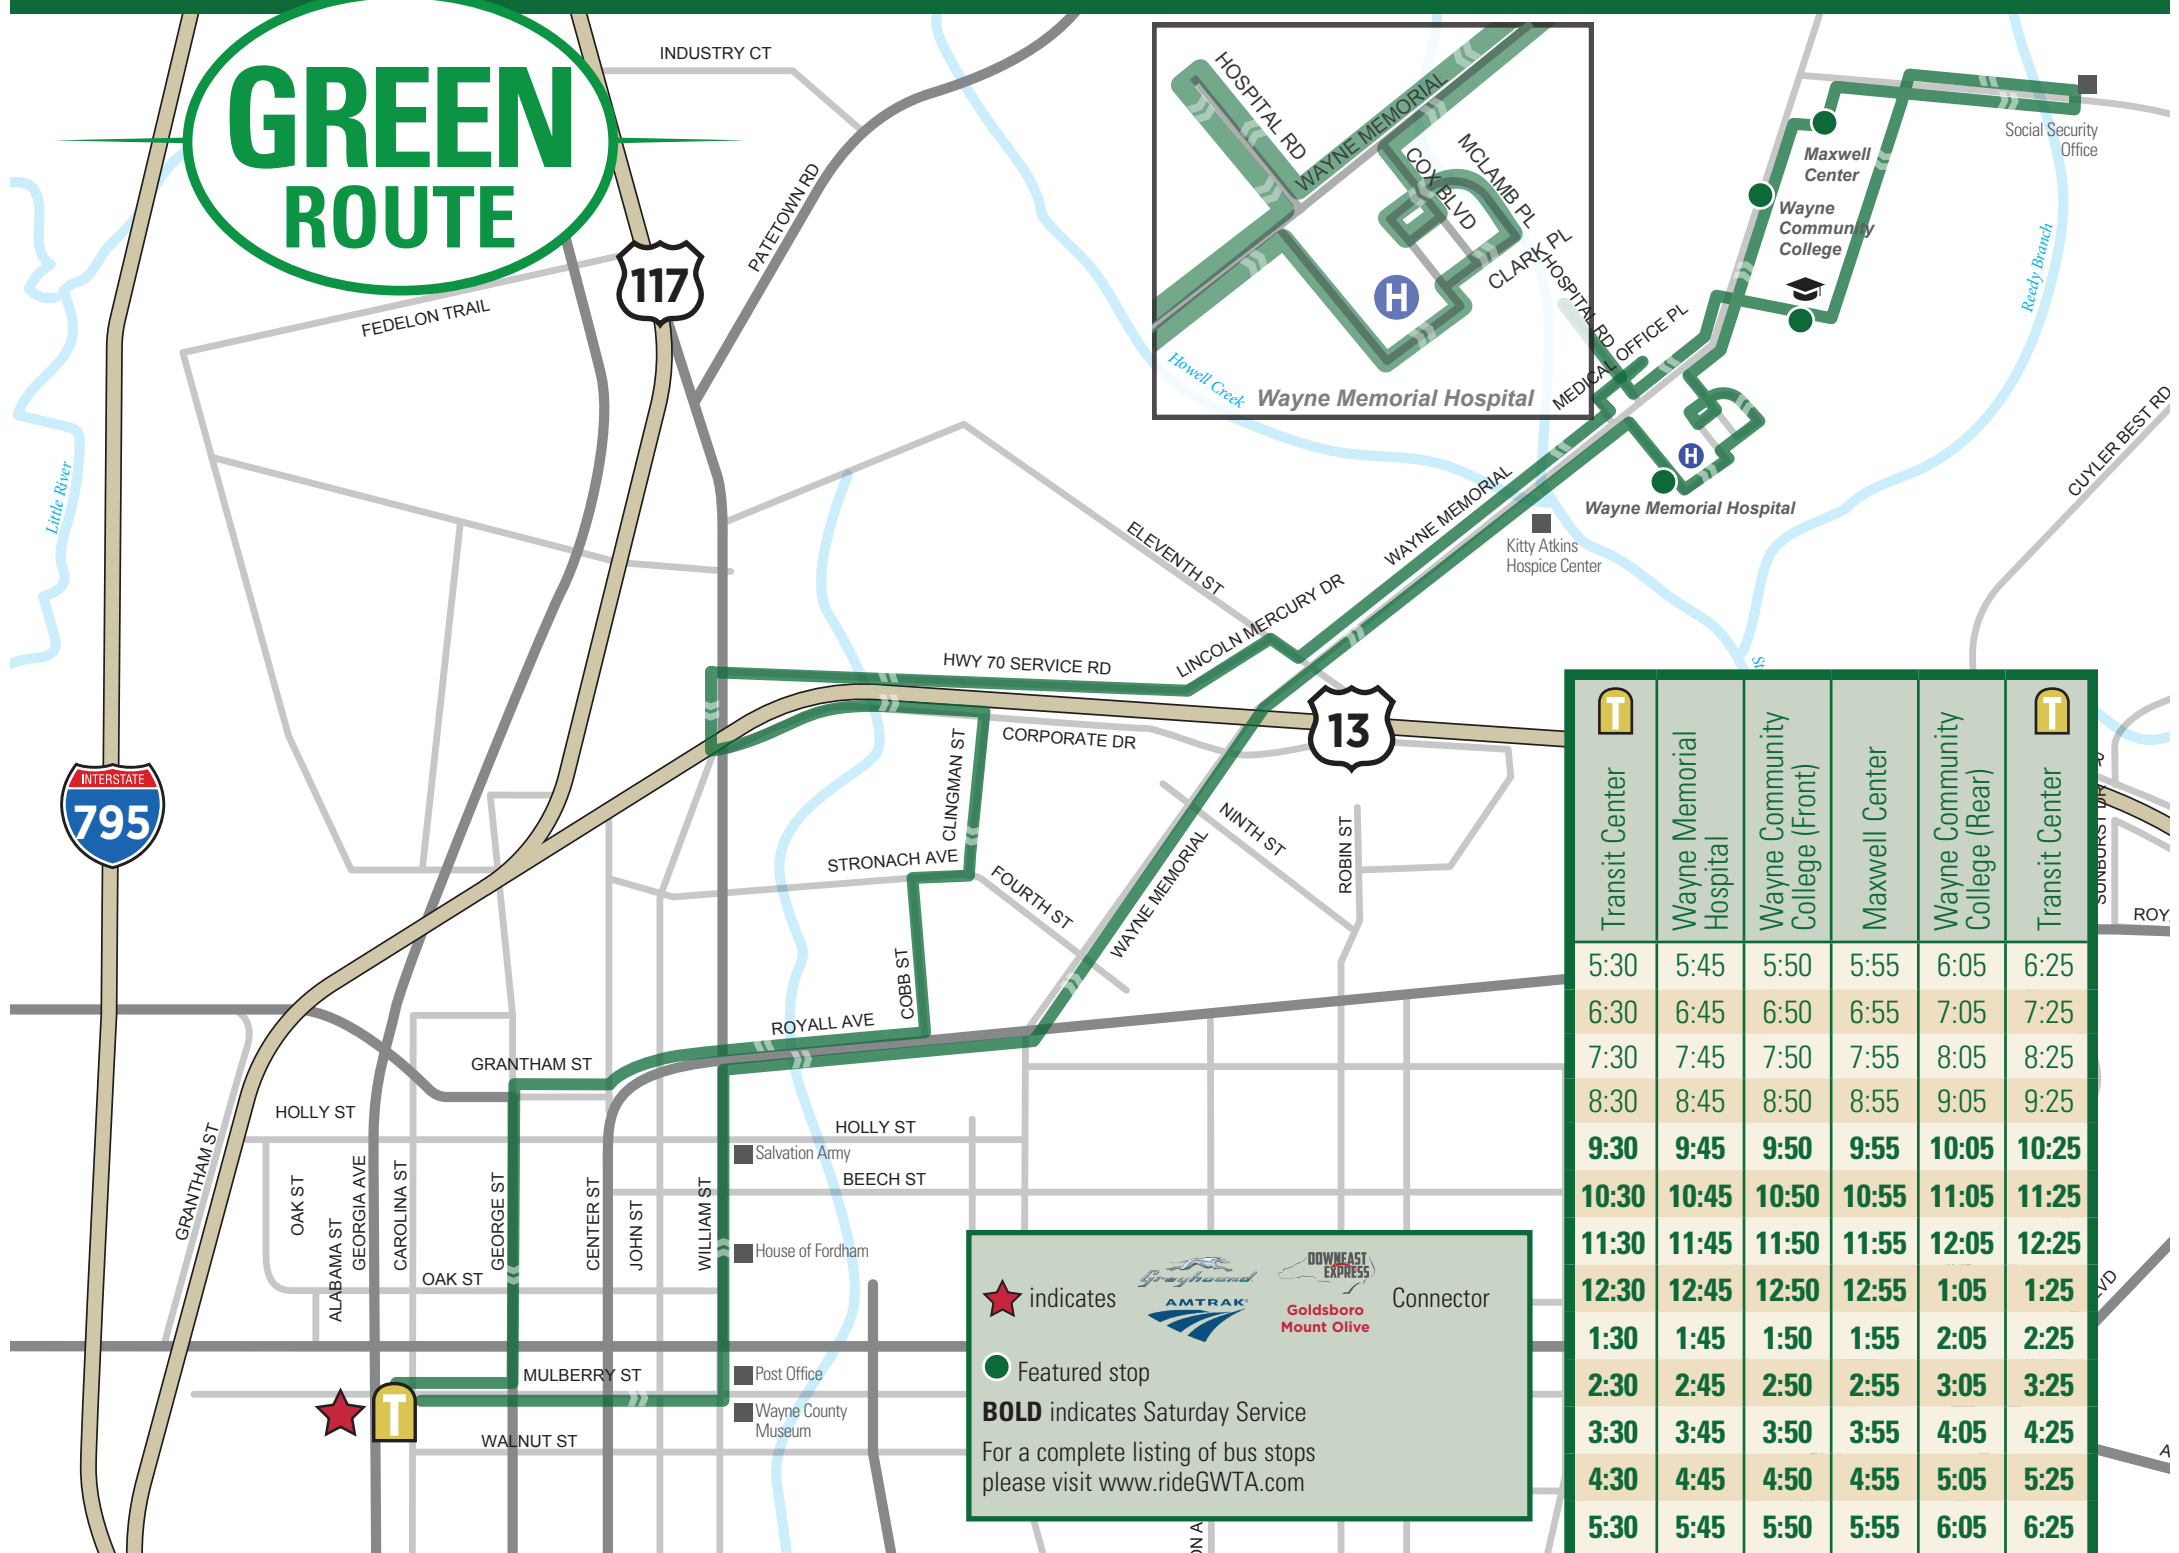 GREEN
ROUTE
INDUSTRY CT
PATETOWN RD
117
FEDELON TRAIL
Little River
INTERSTATE
795
HOSPITAL RD
WAYNE MEMORIAL
COX BLVD
MCLAMB PL
CLARK PL
Howell Creek
H
Wayne Memorial Hospital
HOSPITAL RD
MEDICAL OFFICE PL
Social Security
Office
Maxwell
Center
Wayne
Community
College
Reedy Branch
CUYLER BEST RD
H
Wayne Memorial Hospital
Kitty Atkins
Hospice Center
WAYNE MEMORIAL
ELEVENTH ST
LINCOLN MERCURY DR
HWY 70 SERVICE RD
13
CORPORATE DR
CLINGMAN ST
STRONACH AVE
FOURTH ST
NINTH ST
ROBIN ST
WAYNE MEMORIAL
COBB ST
ROYALL AVE
GRANTHAM ST
HOLLY ST
HOLLY ST
GRANTHAM ST
OAK ST
ALABAMA ST
GEORGIA AVE
CAROLINA ST
GEORGE ST
CENTER ST
JOHN ST
WILLIAM ST
Salvation Army
BEECH ST
House of Fordham
OAK ST
MULBERRY ST
Post Office
Wayne County
Museum
WALNUT ST
T
SUNBURST DR
ROY
indicates
Greyhound
AMTRAK
DOWNEAST
EXPRESS
Goldsboro
Mount Olive
Connector
Featured stop
BOLD indicates Saturday Service
For a complete listing of bus stops
please visit www.rideGWTA.com
T T
Transit Center
Wayne Memorial
Hospital
Wayne Community
College (Front)
Maxwell Center
Wayne Community
College (Rear)
Transit Center
5:30 5:45 5:50 5:55 6:05 6:25
6:30 6:45 6:50 6:55 7:05 7:25
7:30 7:45 7:50 7:55 8:05 8:25
8:30 8:45 8:50 8:55 9:05 9:25
9:30 9:45 9:50 9:55 10:05 10:25
10:30 10:45 10:50 10:55 11:05 11:25
11:30 11:45 11:50 11:55 12:05 12:25
12:30 12:45 12:50 12:55 1:05 1:25
1:30 1:45 1:50 1:55 2:05 2:25
2:30 2:45 2:50 2:55 3:05 3:25
3:30 3:45 3:50 3:55 4:05 4:25
4:30 4:45 4:50 4:55 5:05 5:25
5:30 5:45 5:50 5:55 6:05 6:25